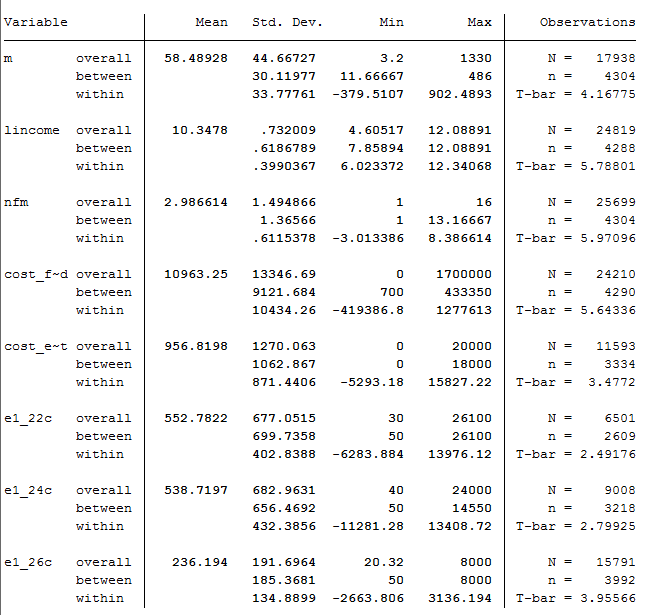 Variable Mean Std. Dev. Min Max Observations
m overall 58.48928 44.66727 3.2 1330 N = 17938
between 30.11977 11.66667 486 n = 4304
within 33.77761 -379.5107 902.4893 T-bar = 4.16775
lincome overall 10.3478 .732009 4.60517 12.08891 N = 24819
between .6186789 7.85894 12.08891 n = 4288
within .3990367 6.023372 12.34068 T-bar = 5.78801
nfm overall 2.986614 1.494866 1 16 N = 25699
between 1.36566 1 13.16667 n = 4304
within .6115378 -3.013386 8.386614 T-bar = 5.97096
cost_f~d overall 10963.25 13346.69 0 1700000 N = 24210
between 9121.684 700 433350 n = 4290
within 10434.26 -419386.8 1277613 T-bar = 5.64336
cost_e~t overall 956.8198 1270.063 0 20000 N = 11593
between 1062.867 0 18000 n = 3334
within 871.4406 -5293.18 15827.22 T-bar = 3.4772
e1_22c overall 552.7822 677.0515 30 26100 N = 6501
between 699.7358 50 26100 n = 2609
within 402.8388 -6283.884 13976.12 T-bar = 2.49176
e1_24c overall 538.7197 682.9631 40 24000 N = 9008
between 656.4692 50 14550 n = 3218
within 432.3856 -11281.28 13408.72 T-bar = 2.79925
e1_26c overall 236.194 191.6964 20.32 8000 N = 15791
between 185.3681 50 8000 n = 3992
within 134.8899 -2663.806 3136.194 T-bar = 3.95566